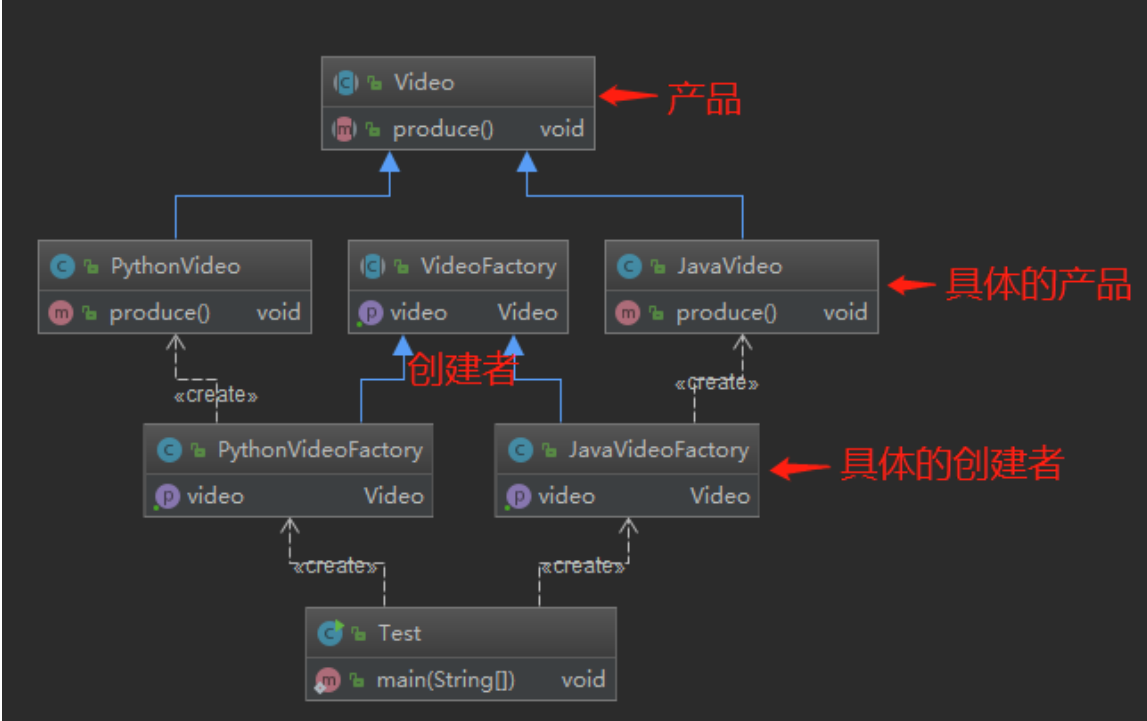 Video
产品
produce() void
PythonVideo
VideoFactory
JavaVideo
具体的产品
produce() void
video Video
produce() void
创建者
«create»
«create»
PythonVideoFactory
JavaVideoFactory
具体的创建者
video Video
video Video
«create»
«create»
Test
main(String[]) void